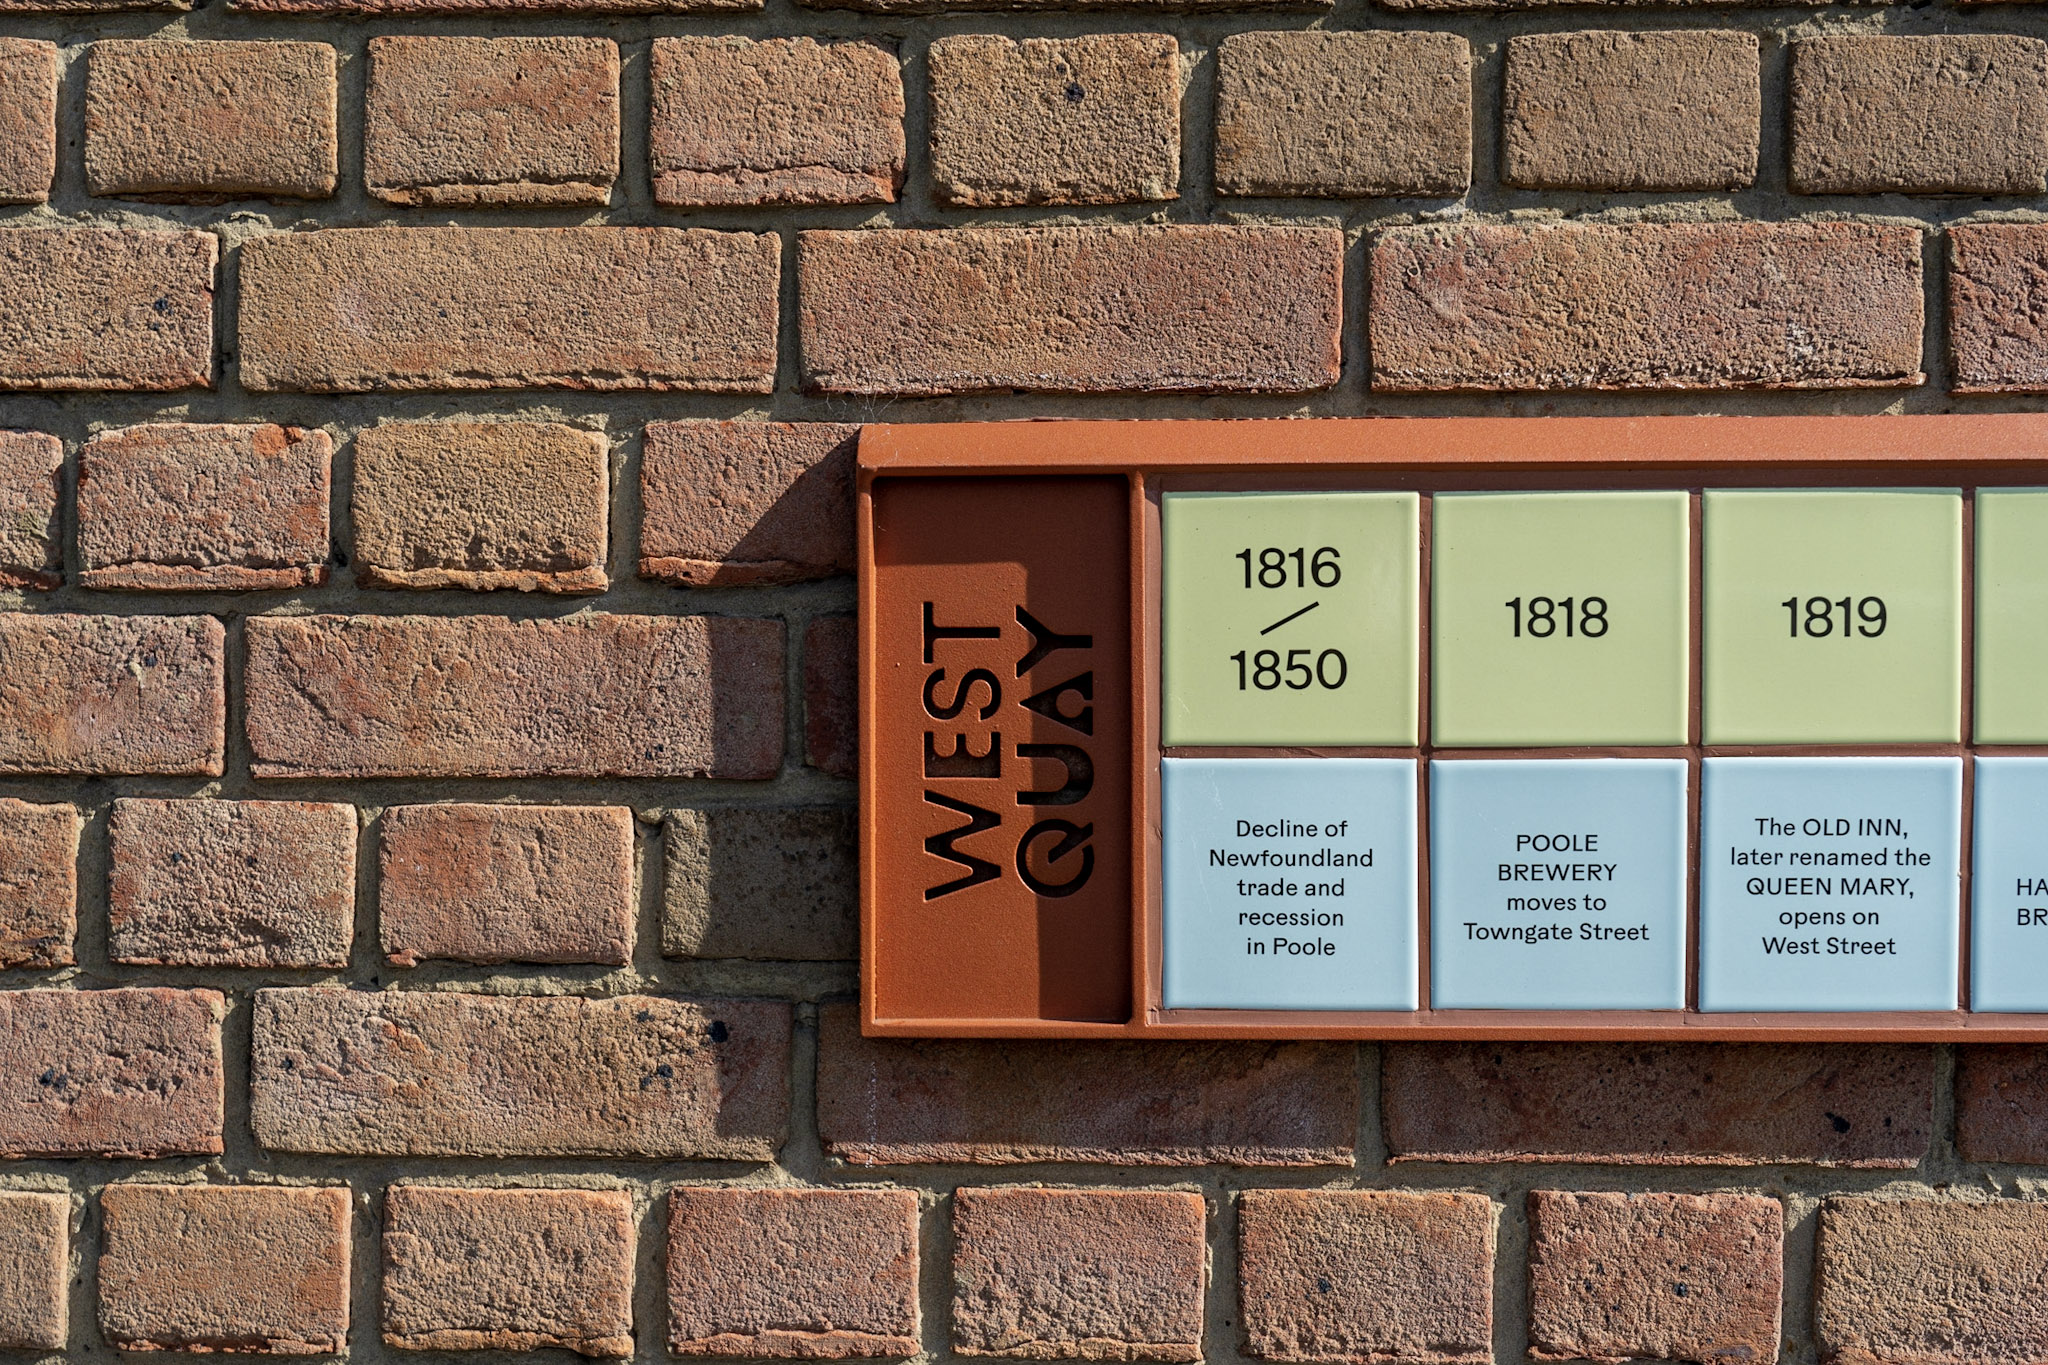 WEST
QUAY
1816
/
1850
1818
1819
Decline of
Newfoundland
trade and
recession
in Poole
POOLE
BREWERY
moves to
Towngate Street
The OLD INN,
later renamed the
QUEEN MARY,
opens on
West Street